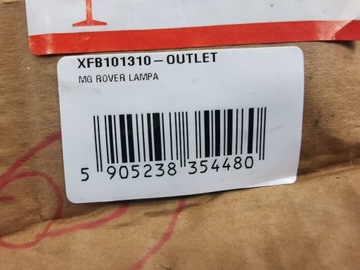 XFB101310-OUTLET
MG ROVER LAMPA
5 905238 354480